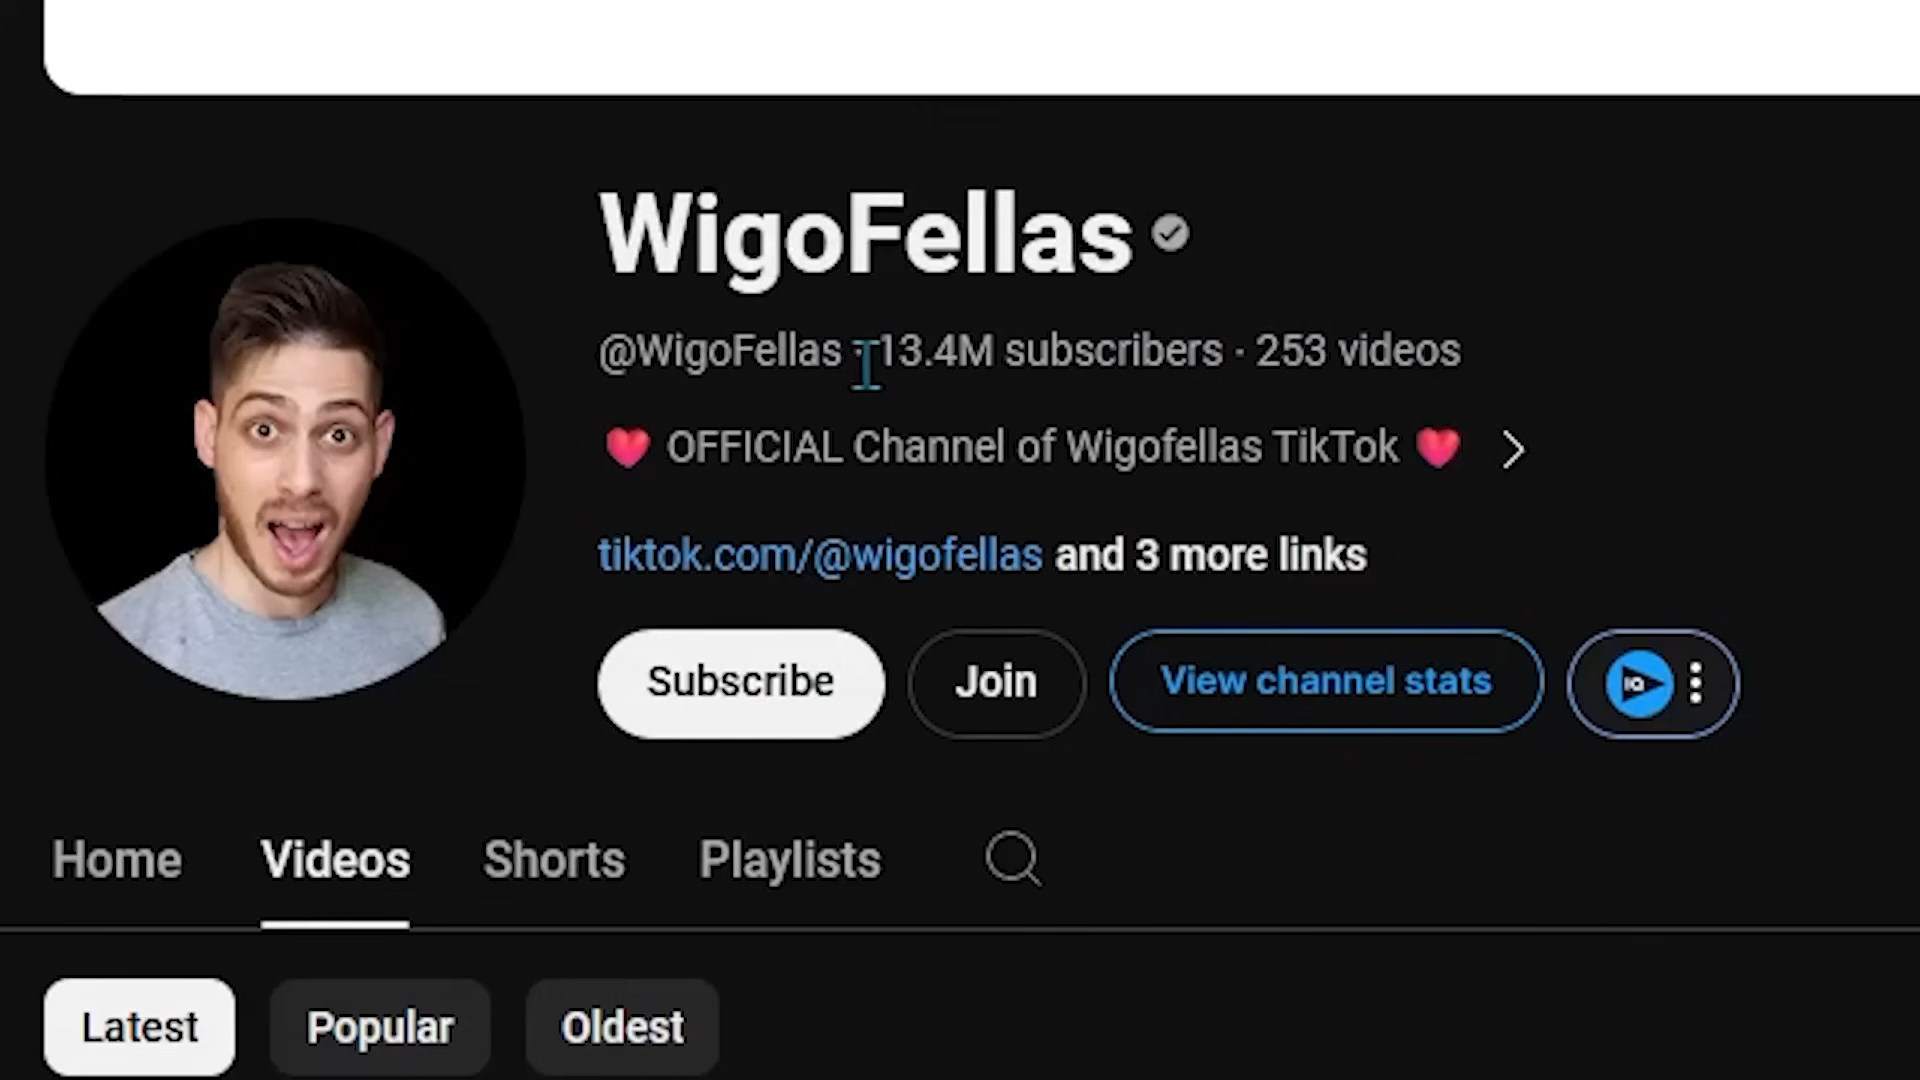 WigoFellas
@WigoFellas · 13.4M subscribers · 253 videos
❤️ OFFICIAL Channel of Wigofellas TikTok ❤️
tiktok.com/@wigofellas and 3 more links
Subscribe Join View channel stats IQ
Home Videos Shorts Playlists
Latest Popular Oldest